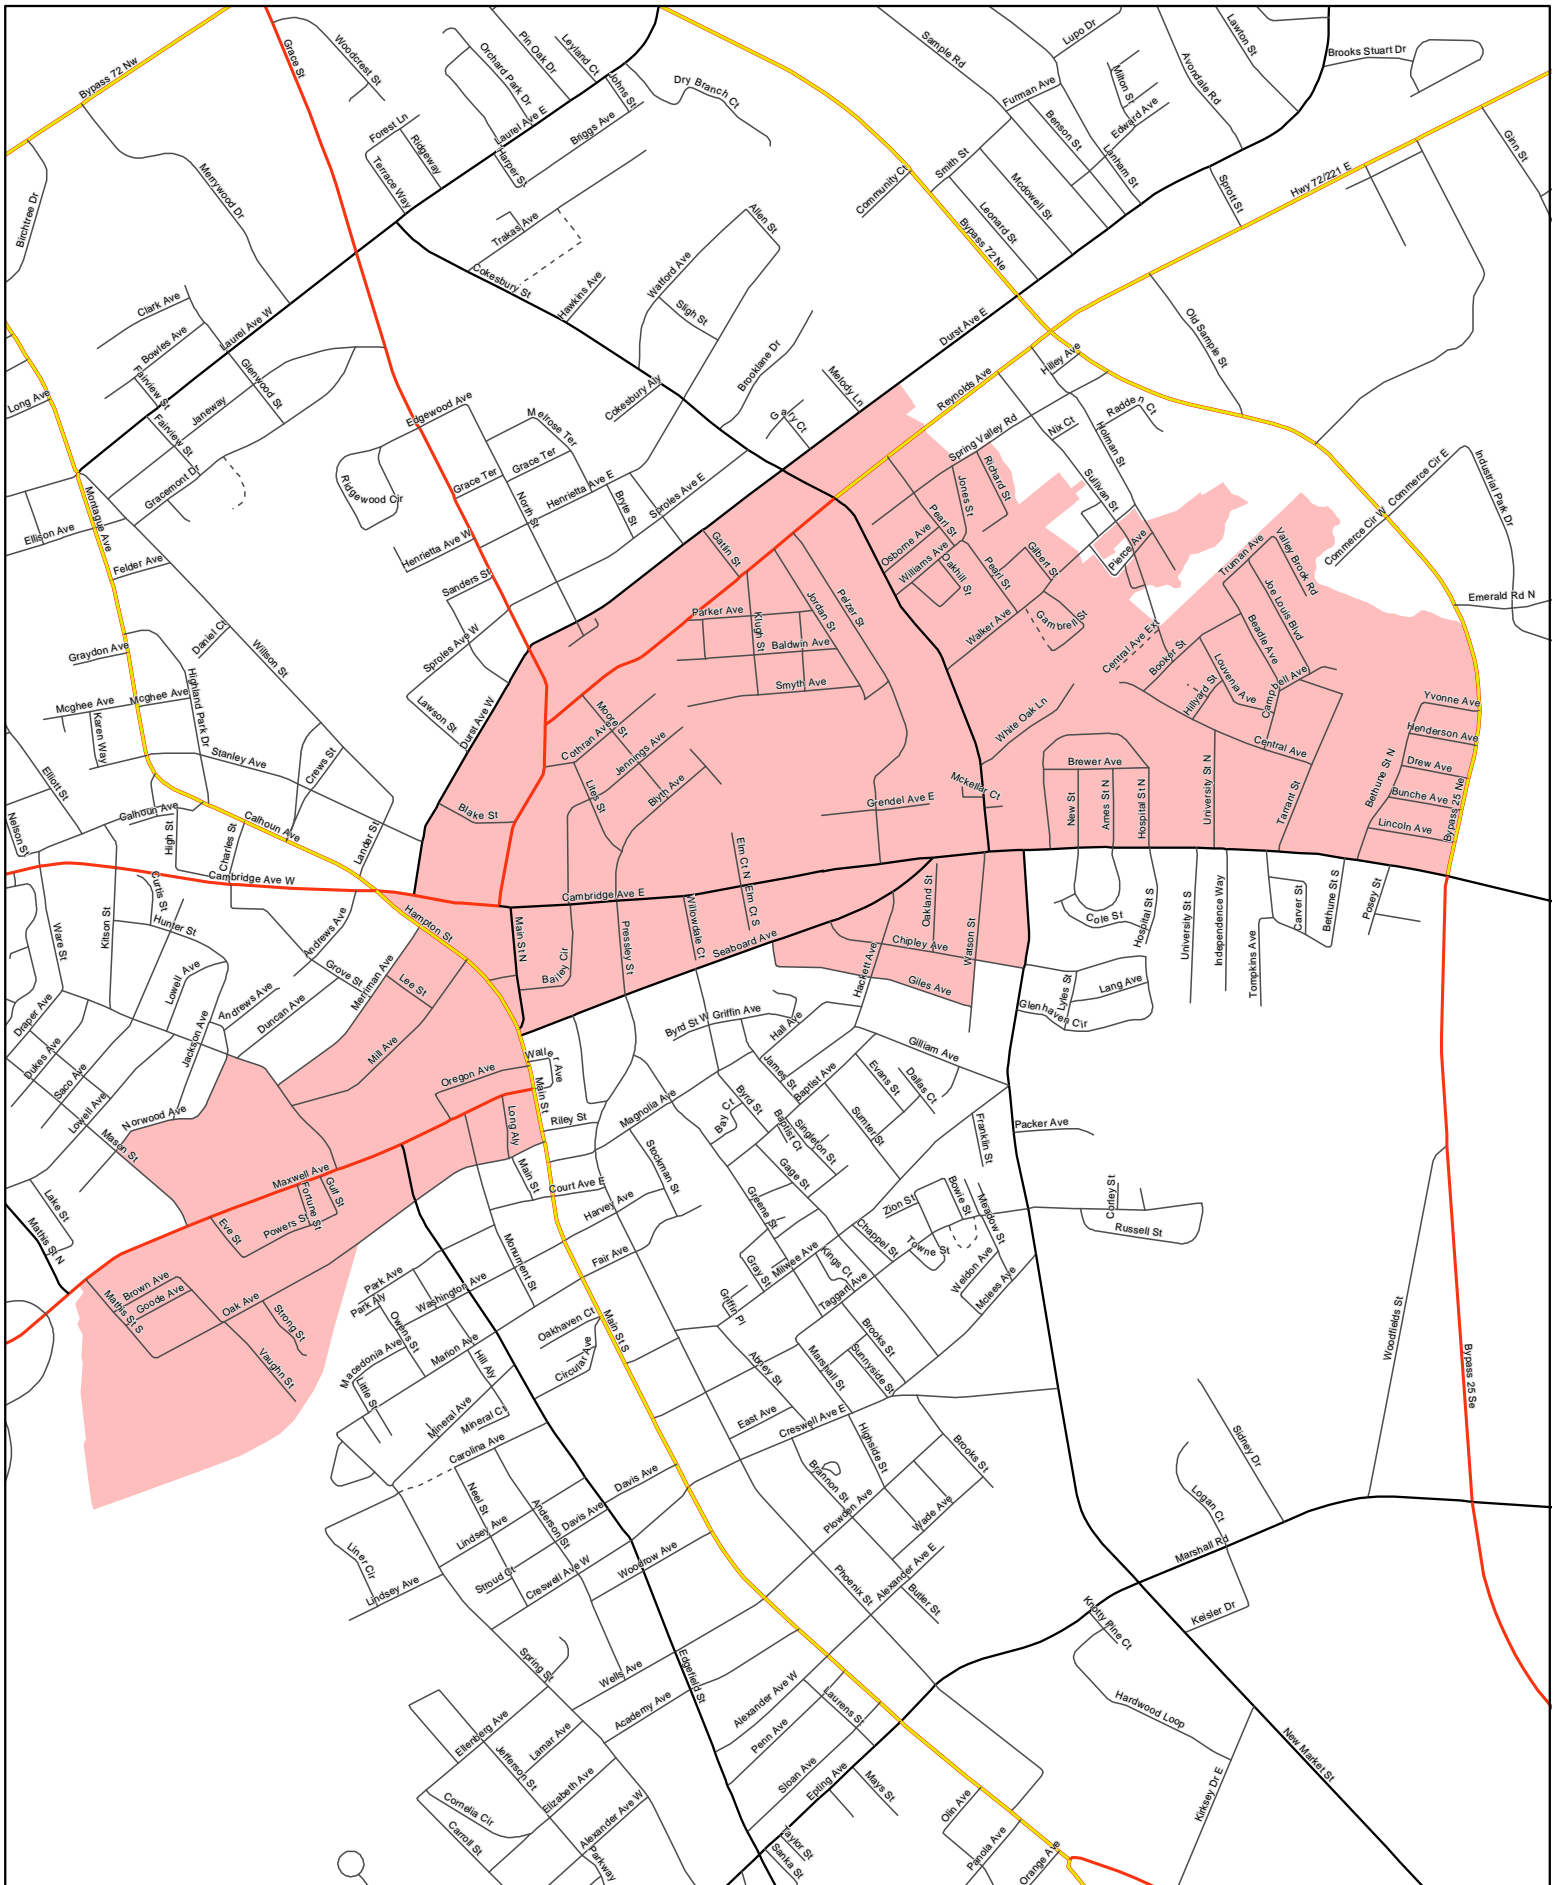 Bypass 72 Nw
Grace St
Woodcrest St
Orchard Park Dr
Pin Oak Dr
Leyland Ct
Johns St
Dry Branch Ct
Sample Rd
Lupo Dr
Lawton St
Brooks Stuart Dr
Avondale Rd
Milton St
Furman Ave
Edward Ave
Benson St
Lanham St
Ginn St
Forest Ln
Ridgeway
Terrace Way
Laurel Ave E
Harper St
Briggs Ave
Smith St
Mcdowell St
Leonard St
Community Ct
Bypass 72 Ne
Sprott St
Hwy 72/221 E
Birchtree Dr
Merrywood Dr
Trakas Ave
Cokesbury St
Hawkins Ave
Allen St
Watford Ave
Sligh St
Clark Ave
Bowles Ave
Laurel Ave W
Fairview St
Glenwood St
Janeway
Fairview St
Gracemont Dr
Long Ave
Brooklane Dr
Cokesbury Aly
Durst Ave E
Melody Ln
Gary Ct
Reynolds Ave
Hilley Ave
Old Sample St
Radden Ct
Nix Ct
Holman St
Spring Valley Rd
Edgewood Ave
Melrose Ter
Grace Ter
Grace Ter
Ridgewood Cir
North St
Henrietta Ave E
Bryle St
Sproles Ave E
Henrietta Ave W
Sanders St
Sproles Ave W
Lawson St
Durst Ave W
Montague Ave
Ellison Ave
Felder Ave
Daniel Ct
Graydon Ave
Willson St
Mcghee Ave
Mcghee Ave
Highland Park Dr
Karen Way
Stanley Ave
Crews St
Elliott St
Nelson St
Calhoun Ave
High St
Charles St
Calhoun Ave
Lander St
Cambridge Ave W
Gatlin St
Parker Ave
Klugh St
Jordan St
Pelzer St
Baldwin Ave
Smyth Ave
Moore St
Cothran Ave
Jennings Ave
Liles St
Blyth Ave
Blake St
Grendel Ave E
Elm Ct N
Elm Ct S
Richard St
Jones St
Pearl St
Osborne Ave
Williams Ave
Oakhill St
Pearl St
Gilbert St
Walker Ave
Gambrell St
Sullivan St
Pierce Ave
Central Ave Ext
Booker St
Truman Ave
Valley Brook Rd
Joe Louis Blvd
Beadle Ave
Louvenia Ave
Hillyard St
Campbell Ave
Central Ave
Commerce Cir E
Commerce Cir W
Industrial Park Dr
Emerald Rd N
Yvonne Ave
Henderson Ave
Drew Ave
Bunche Ave
Lincoln Ave
Bethune St N
Bypass 25 Ne
Tarrant St
University St N
White Oak Ln
Mckellar Ct
Brewer Ave
New St
Ames St N
Hospital St N
Cambridge Ave E
Willowdale Ct
Pressley St
Bailey Cir
Main St N
Seaboard Ave
Oakland St
Chipley Ave
Watson St
Hackett Ave
Giles Ave
Cole St
Hospital St S
University St S
Independence Way
Tompkins Ave
Carver St
Bethune St S
Posey St
Lyles St
Lang Ave
Glenhaven Cir
Ware St
Kitson St
Curtis St
Hunter St
Lowell Ave
Andrews Ave
Andrews Ave
Grove St
Merriman Ave
Hampton St
Lee St
Duncan Ave
Jackson Ave
Draper Ave
Dukes Ave
Saco Ave
Lowell Ave
Norwood Ave
Mason St
Lake St
Mathis St N
Mill Ave
Oregon Ave
Waller Ave
Main St
Long Aly
Riley St
Main St
Court Ave E
Magnolia Ave
Byrd St W
Griffin Ave
Hall Ave
James St
Baptist Ave
Byrd St
Bay Ct
Baptist Ct
Singleton St
Sumter St
Evans St
Dallas Ct
Gilliam Ave
Franklin St
Packer Ave
Gage St
Greene St
Stockman St
Harvey Ave
Fair Ave
Zion St
Bowie St
Meadow St
Chappel St
Towne St
Corley St
Russell St
Maxwell Ave
Fortune St
Gulf St
Powers St
Eve St
Brown Ave
Goode Ave
Mathis St S
Oak Ave
Strong St
Vaughn St
Park Ave
Park Aly
Washington Ave
Monument St
Owens St
Macedonia Ave
Marion Ave
Hill Aly
Little St
Mineral Ave
Mineral Ct
Carolina Ave
Oakhaven Ct
Circular Ave
Main St S
Gray St
Milwee Ave
Kings Ct
Taggart Ave
Griffin Pl
Weldon Ave
Mclees Ave
Abney St
Marshall St
Brooks St
Sunnyside St
East Ave
Creswell Ave E
Highside St
Brannon St
Brooks St
Plowden Ave
Wade Ave
Woodfields St
Bypass 25 Se
Sidney Dr
Logan Ct
Marshall Rd
Keisler Dr
Knotty Pine Ct
Hardwood Loop
New Market St
Kirksey Dr E
Neel St
Anderson St
Davis Ave
Davis Ave
Lindsey Ave
Stroud Ct
Creswell Ave W
Woodrow Ave
Liner Cir
Lindsey Ave
Phoenix St
Alexander Ave E
Butler St
Spring St
Wells Ave
Edgefield St
Academy Ave
Alexander Ave W
Penn Ave
Laurens St
Sloan Ave
Epting Ave
Mays St
Taylor St
Sanka St
Olin Ave
Panola Ave
Orange Ave
Ellenberg Ave
Lamar Ave
Jefferson St
Elizabeth Ave
Cornelia Cir
Carroll St
Alexander Ave W
Parkway